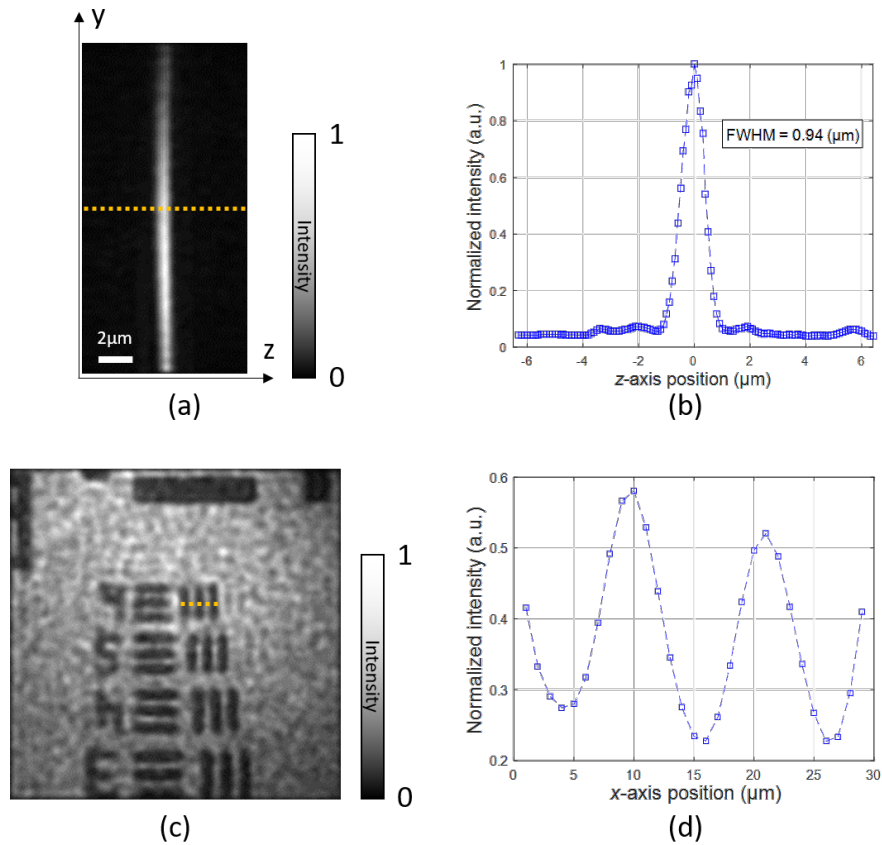 y
1
Intensity
2μm
z
0
(a)
1
0.8
0.6
0.4
0.2
0
Normalized intensity (a.u.)
FWHM = 0.94 (μm)
-6 -4 -2 0 2 4 6
z-axis position (μm)
(b)
1
Intensity
0
(c)
0.6
0.5
0.4
0.3
0.2
Normalized intensity (a.u.)
0 5 10 15 20 25 30
x-axis position (μm)
(d)